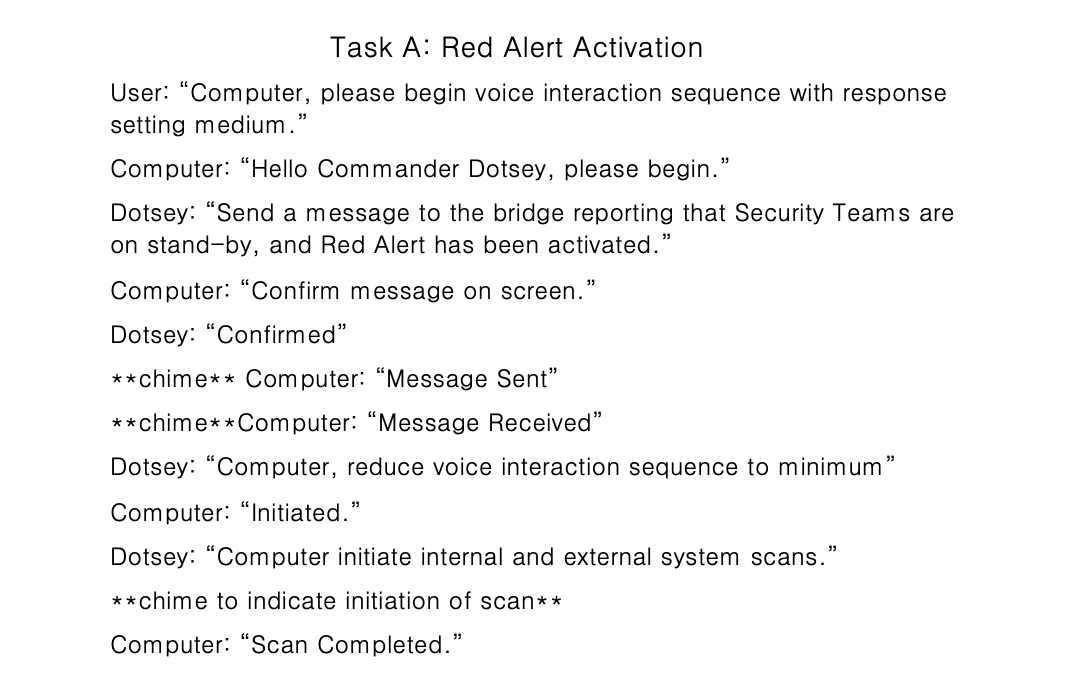 Task A: Red Alert Activation
User: “Computer, please begin voice interaction sequence with response
setting medium.”
Computer: “Hello Commander Dotsey, please begin.”
Dotsey: “Send a message to the bridge reporting that Security Teams are
on stand-by, and Red Alert has been activated.”
Computer: “Confirm message on screen.”
Dotsey: “Confirmed”
**chime** Computer: “Message Sent”
**chime**Computer: “Message Received”
Dotsey: “Computer, reduce voice interaction sequence to minimum”
Computer: “Initiated.”
Dotsey: “Computer initiate internal and external system scans.”
**chime to indicate initiation of scan**
Computer: “Scan Completed.”